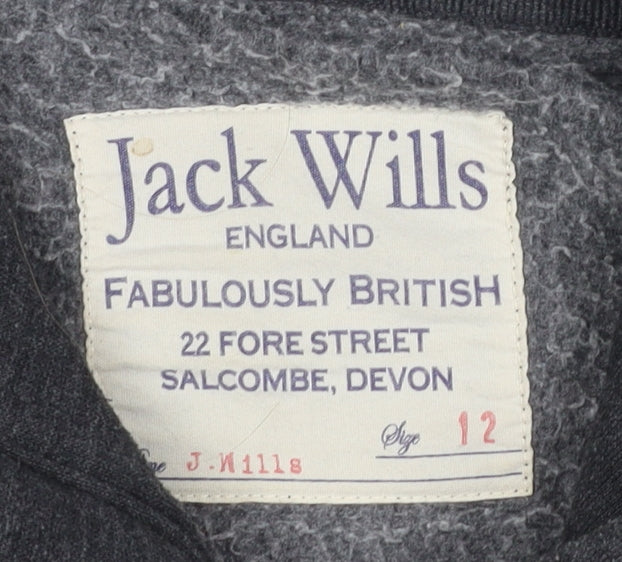 Jack Wills
ENGLAND
FABULOUSLY BRITISH
22 FORE STREET
SALCOMBE, DEVON
Size 12
J.Wills